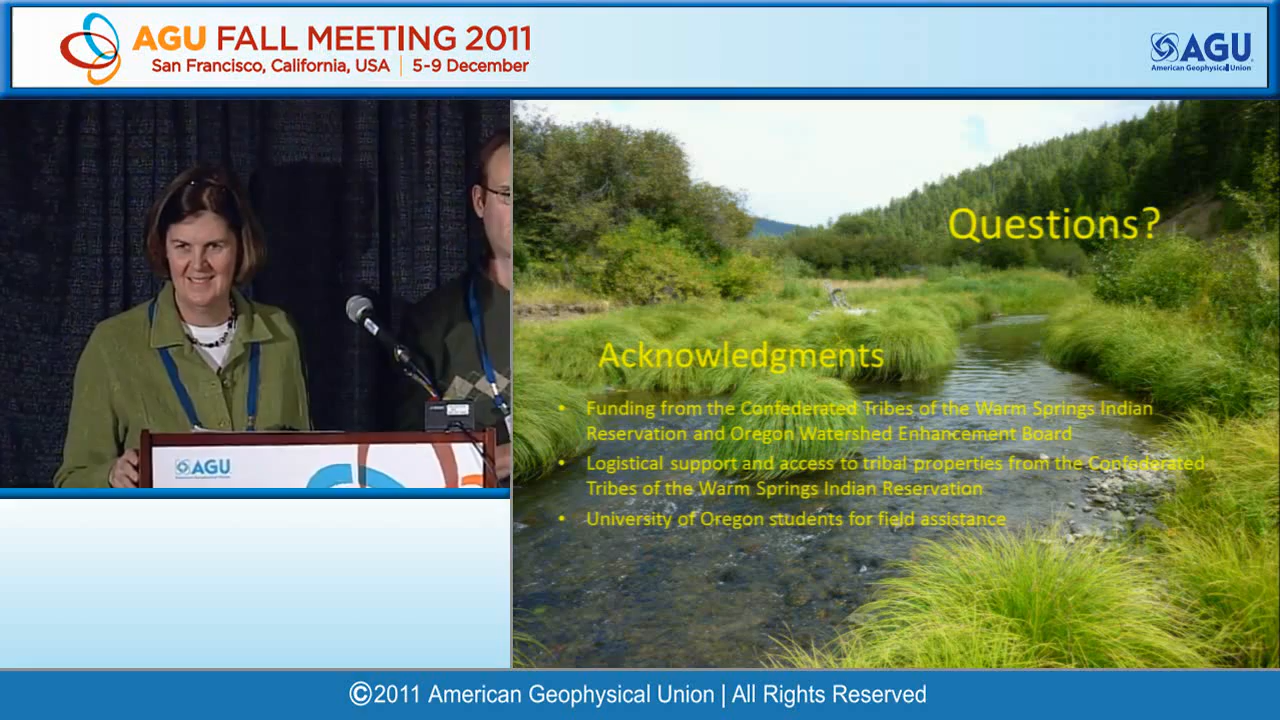 AGU FALL MEETING 2011
San Francisco, California, USA | 5-9 December
AGU
American Geophysical Union
Questions?
Acknowledgments
• Funding from the Confederated Tribes of the Warm Springs Indian
Reservation and Oregon Watershed Enhancement Board
• Logistical support and access to tribal properties from the Confederated
Tribes of the Warm Springs Indian Reservation
• University of Oregon students for field assistance
AGU
©2011 American Geophysical Union | All Rights Reserved